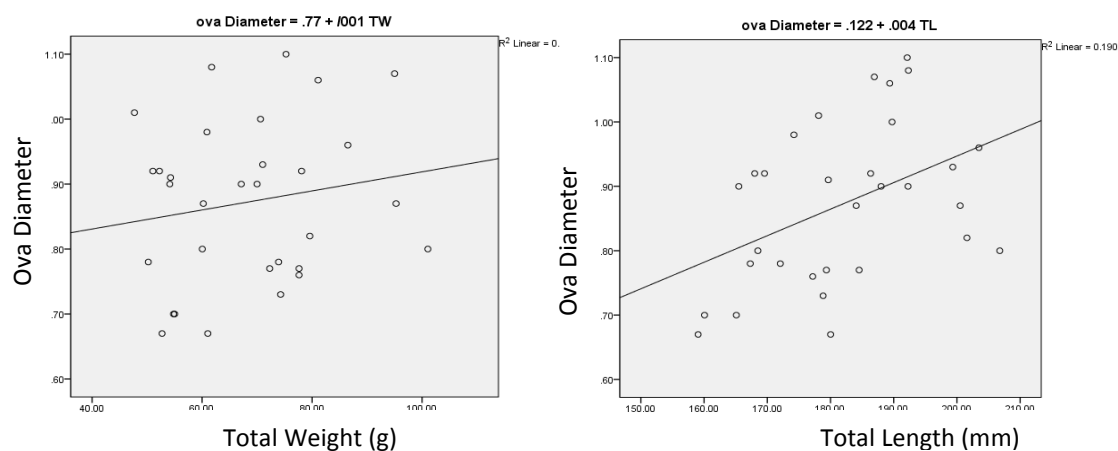 ova Diameter = .77 + /001 TW
R² Linear = 0.
1.10
.00
.90
.80
.70
.60
40.00
60.00
80.00
100.00
Ova Diameter
Total Weight (g)
ova Diameter = .122 + .004 TL
R² Linear = 0.190
1.10
1.00
.90
.80
.70
.60
150.00
160.00
170.00
180.00
190.00
200.00
210.00
Ova Diameter
Total Length (mm)